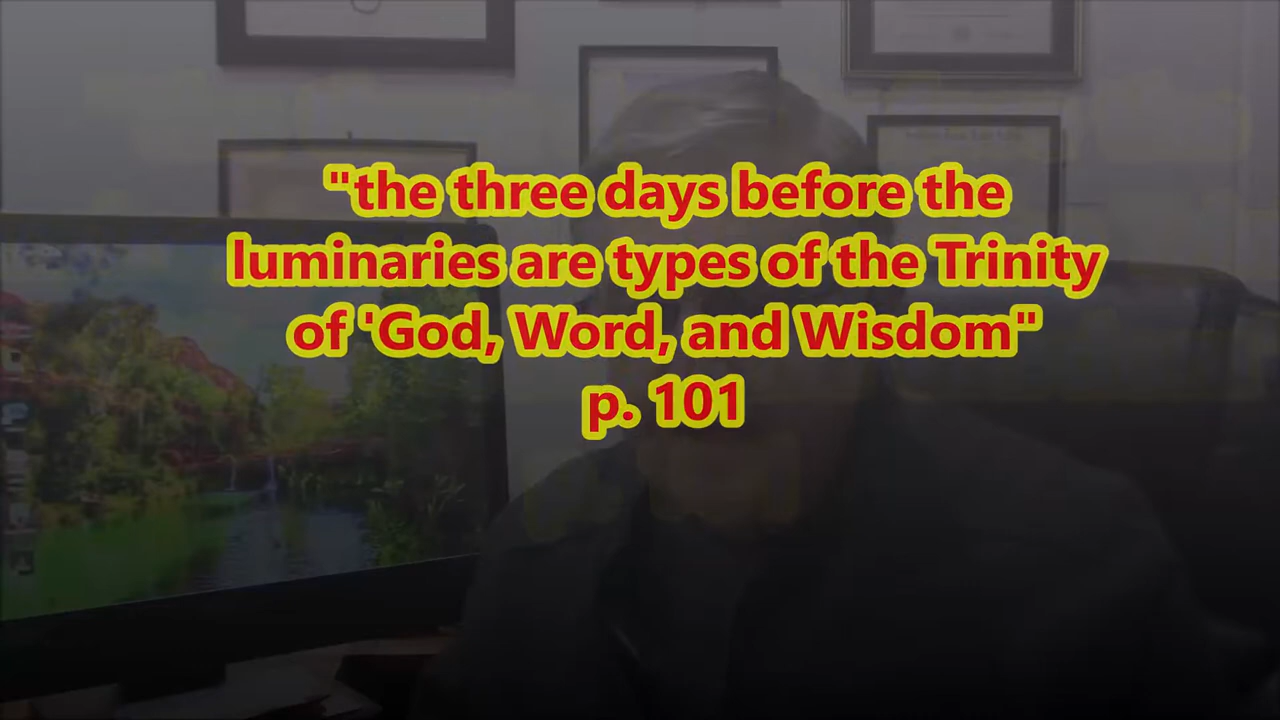 "the three days before the
luminaries are types of the Trinity
of 'God, Word, and Wisdom"
p. 101